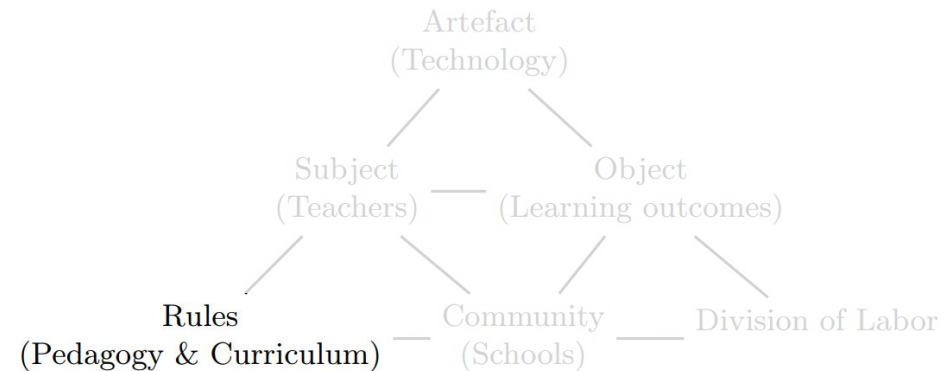 Artefact
(Technology)
Subject
(Teachers)
Object
(Learning outcomes)
Rules
(Pedagogy & Curriculum)
Community
(Schools)
Division of Labor